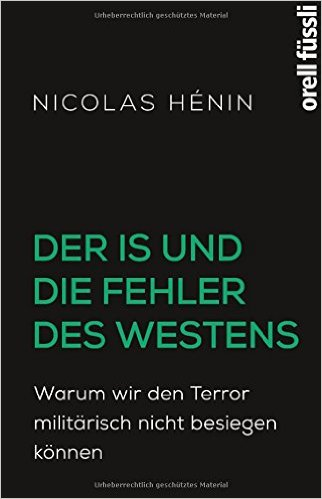 Urheberrechtlich geschütztes Material
orell füssli
NICOLAS HÉNIN
DER IS UND
DIE FEHLER
DES WESTENS
Warum wir den Terror
militärisch nicht besiegen
können
Urheberrechtlich geschütztes Material